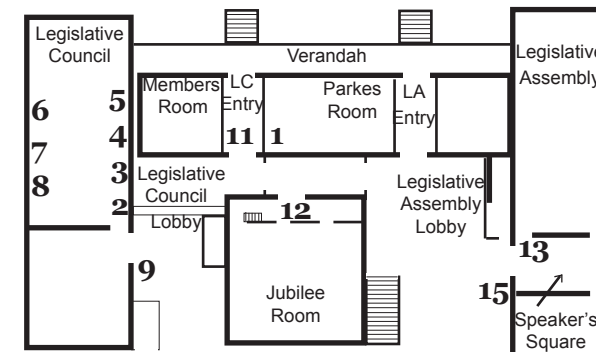 Legislative
Council
Verandah
Legislative
Assembly
Members
Room
LC
Entry
Parkes
Room
LA
Entry
6
5
11
1
4
7
3
8
2
Legislative
Council
Lobby
Legislative
Assembly
Lobby
12
9
13
15
Jubilee
Room
Speaker's
Square